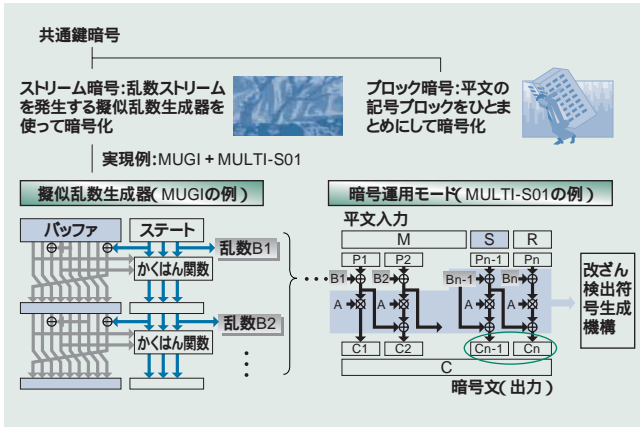 共通鍵暗号
ストリーム暗号:乱数ストリーム
を発生する擬似乱数生成器を
使って暗号化
ブロック暗号:平文の
記号ブロックをひとま
とめにして暗号化
実現例:MUGI + MULTI-S01
擬似乱数生成器(MUGIの例)
バッファ
ステート
乱数B1
かくはん関数
乱数B2
かくはん関数
暗号運用モード(MULTI-S01の例)
平文入力
M S R
P1 P2 Pn-1 Pn
B1 B2 Bn-1 Bn
A A A A
C1 C2 Cn-1 Cn
C
暗号文(出力)
改ざん
検出符
号生成
機構